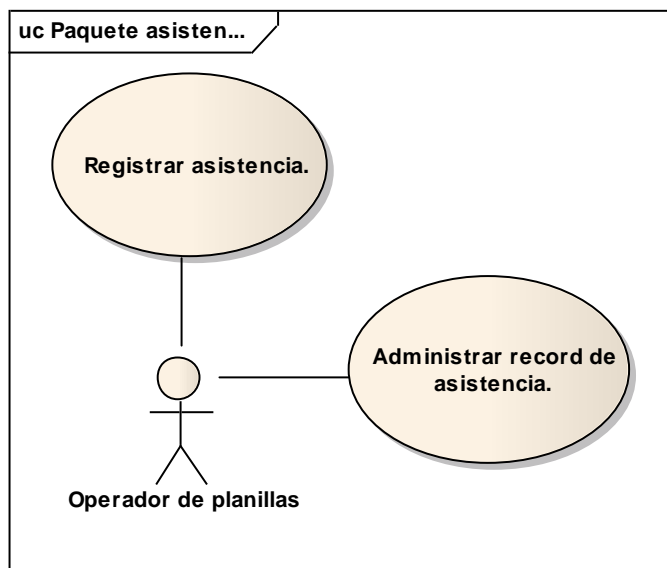 uc Paquete asisten...
Registrar asistencia.
Administrar record de
asistencia.
Operador de planillas